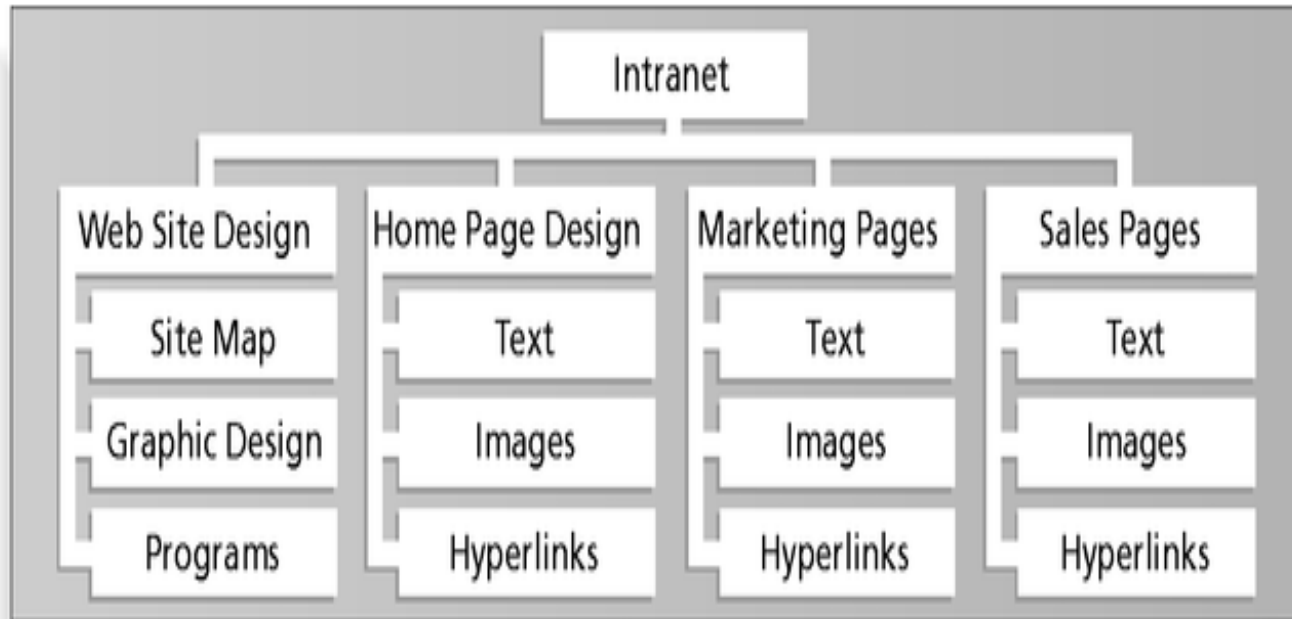 Intranet
Web Site Design
Home Page Design
Marketing Pages
Sales Pages
Site Map
Text
Text
Text
Graphic Design
Images
Images
Images
Programs
Hyperlinks
Hyperlinks
Hyperlinks